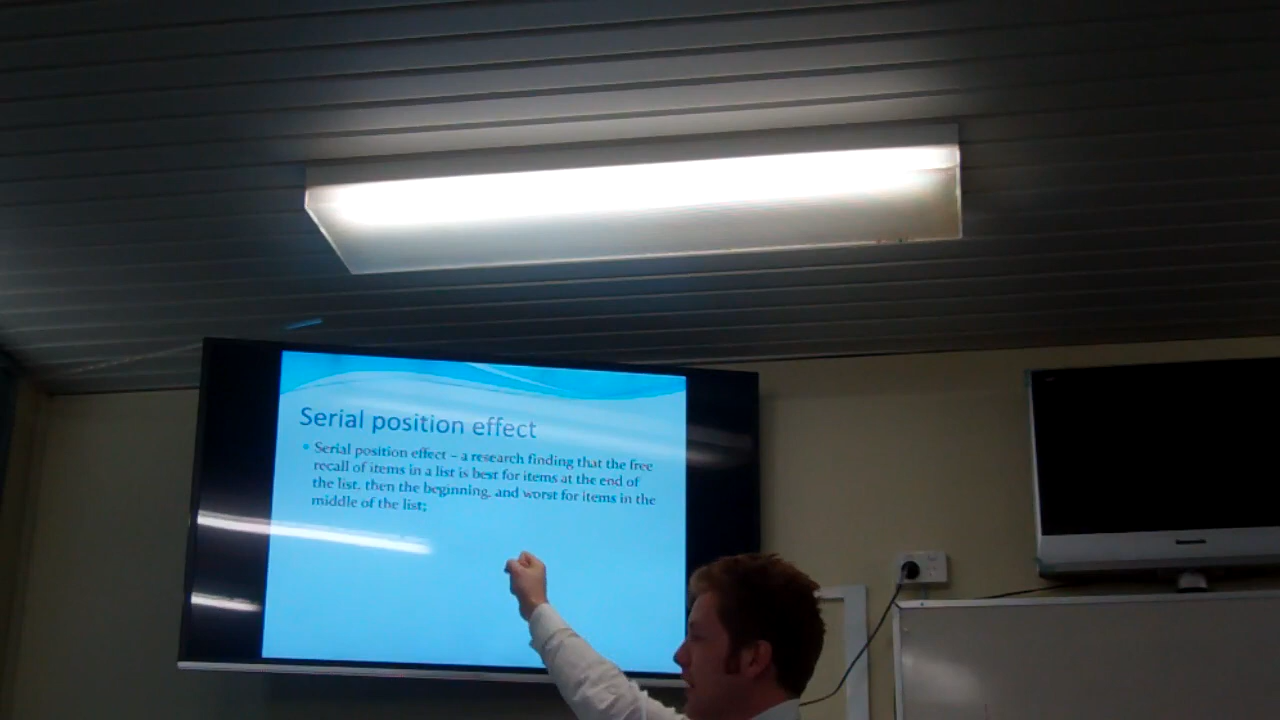 Serial position effect
Serial position effect – a research finding that the free
recall of items in a list is best for items at the end of
the list, then the beginning, and worst for items in the
middle of the list;